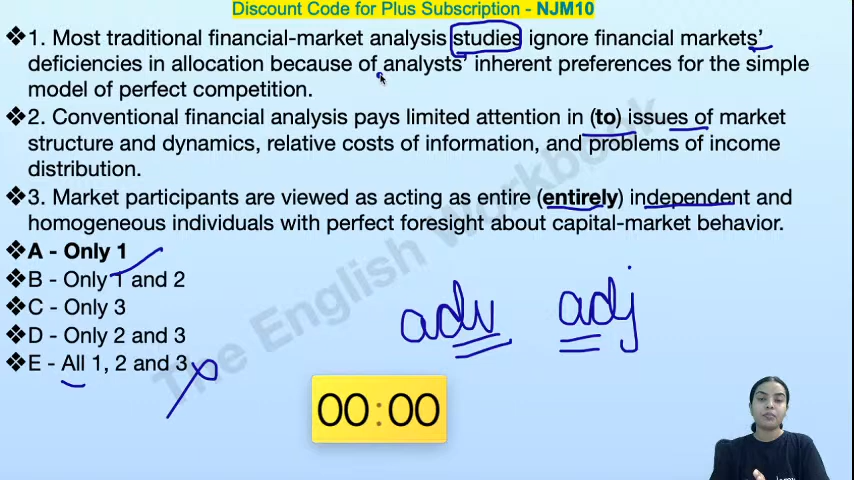 Discount Code for Plus Subscription - NJM10
❖1. Most traditional financial-market analysis studies ignore financial markets’
deficiencies in allocation because of analysts’ inherent preferences for the simple
model of perfect competition.
❖2. Conventional financial analysis pays limited attention in (to) issues of market
structure and dynamics, relative costs of information, and problems of income
distribution.
❖3. Market participants are viewed as acting as entire (entirely) independent and
homogeneous individuals with perfect foresight about capital-market behavior.
❖A - Only 1
❖B - Only 1 and 2
❖C - Only 3
❖D - Only 2 and 3
❖E - All 1, 2 and 3
adv adj
00:00
The English Workbook